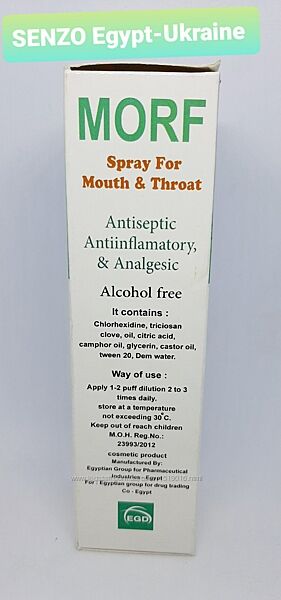 SENZO Egypt-Ukraine
MORF
Spray For
Mouth & Throat
Antiseptic
Antiinflamatory,
& Analgesic
Alcohol free
It contains :
Chlorhexidine, triciosan
clove, oil, citric acid,
camphor oil, glycerin, castor oil,
tween 20, Dem water.
Way of use :
Apply 1-2 puff dilution 2 to 3
times daily.
store at a temperature
not exceeding 30°C.
Keep out of reach children
M.O.H. Reg.No.:
23993/2012
cosmetic product
Manufactured By:
Egyptian Group for Pharmaceutical
Industries - Egypt
For : Egyptian group for drug trading
Co - Egypt
EGD